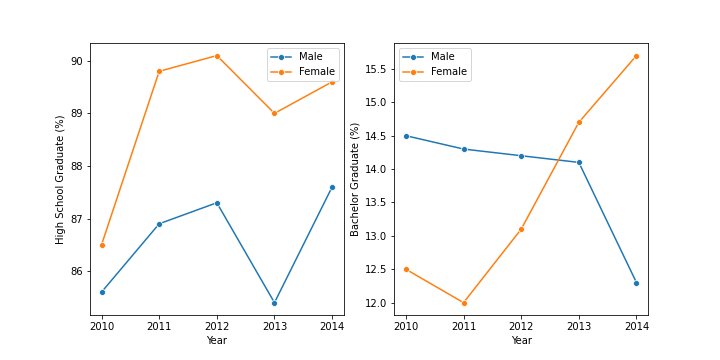 High School Graduate (%)
90
89
88
87
86
Male
Female
2010 2011 2012 2013 2014
Year
Bachelor Graduate (%)
15.5
15.0
14.5
14.0
13.5
13.0
12.5
12.0
Male
Female
2010 2011 2012 2013 2014
Year